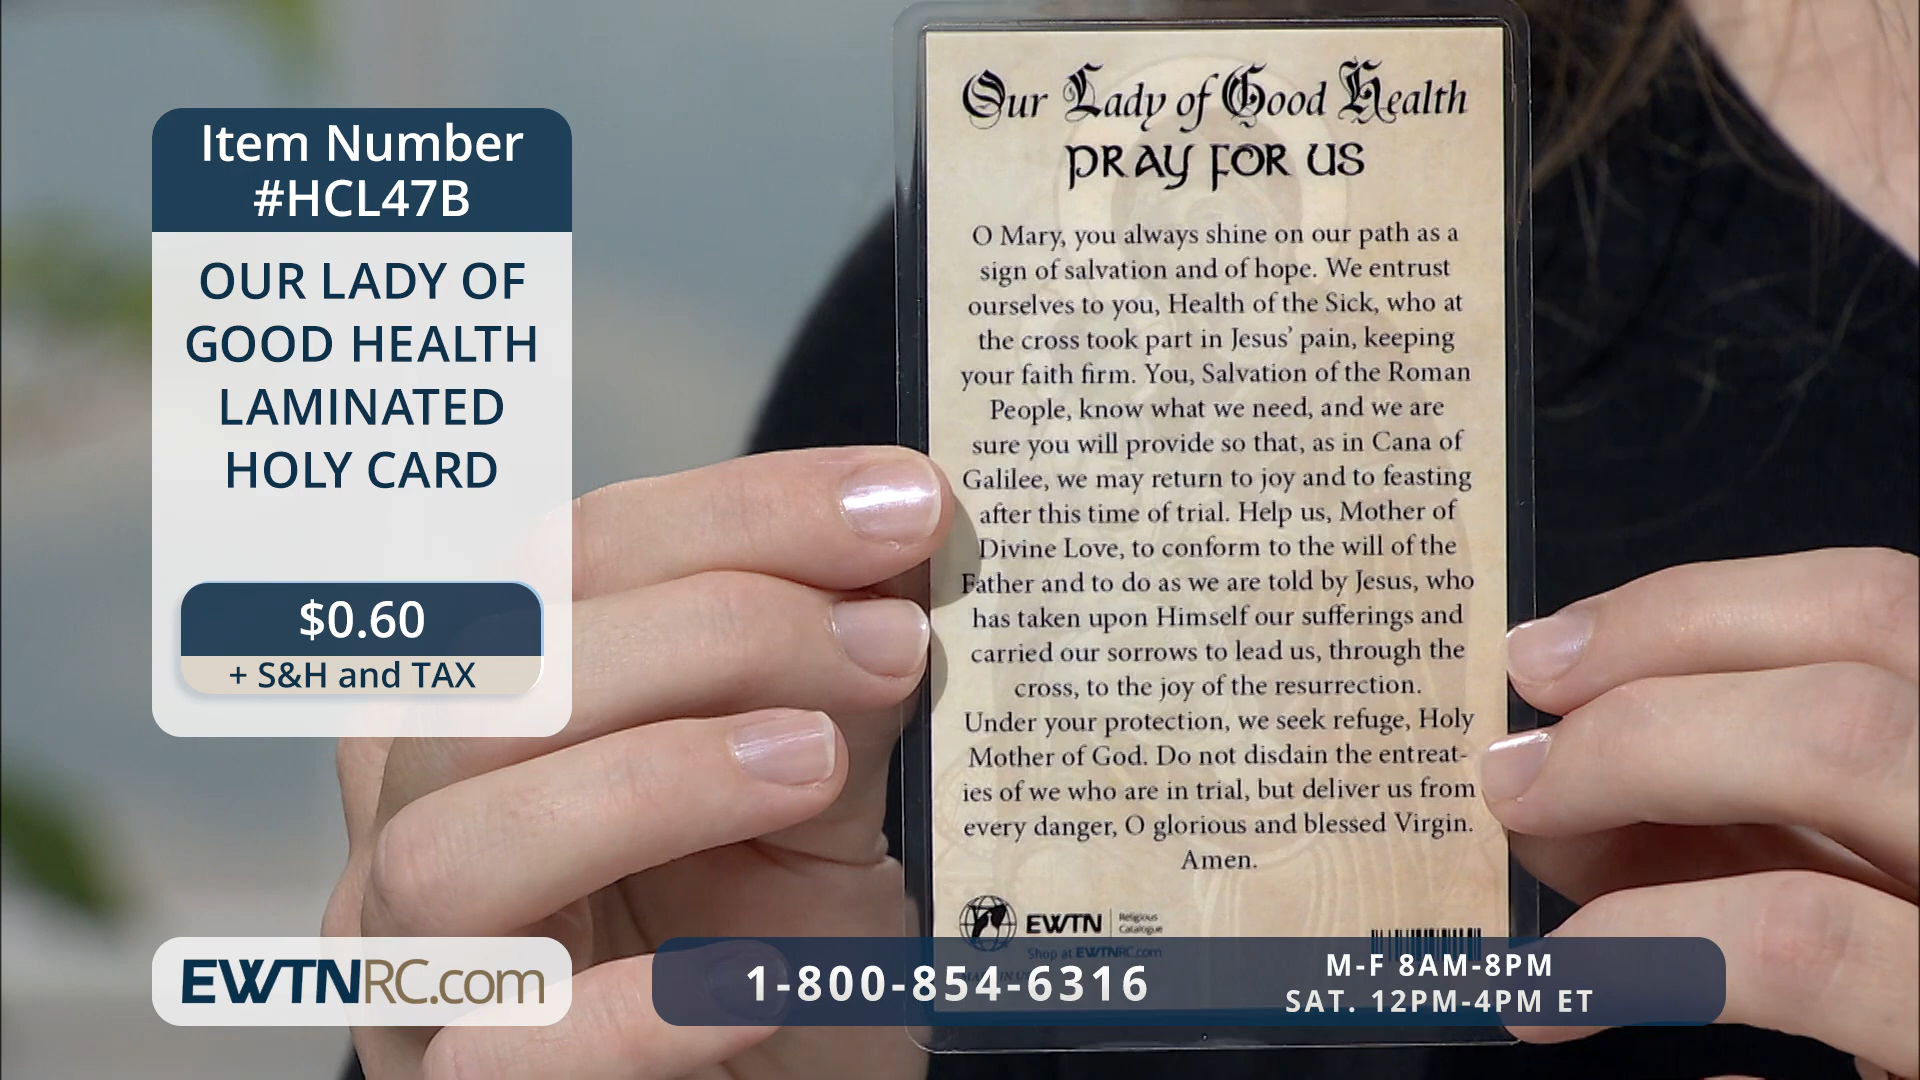 Item Number
#HCL47B
OUR LADY OF
GOOD HEALTH
LAMINATED
HOLY CARD
$0.60
+ S&H and TAX
Our Lady of Good Health
PRAY FOR US
O Mary, you always shine on our path as a
sign of salvation and of hope. We entrust
ourselves to you, Health of the Sick, who at
the cross took part in Jesus’ pain, keeping
your faith firm. You, Salvation of the Roman
People, know what we need, and we are
sure you will provide so that, as in Cana of
Galilee, we may return to joy and to feasting
after this time of trial. Help us, Mother of
Divine Love, to conform to the will of the
Father and to do as we are told by Jesus, who
has taken upon Himself our sufferings and
carried our sorrows to lead us, through the
cross, to the joy of the resurrection.
Under your protection, we seek refuge, Holy
Mother of God. Do not disdain the entreat-
ies of we who are in trial, but deliver us from
every danger, O glorious and blessed Virgin.
Amen.
EWTN
Religious
Catalogue
Shop at EWTNRC.com
EWTNRC.com
1-800-854-6316
M-F 8AM-8PM
SAT. 12PM-4PM ET